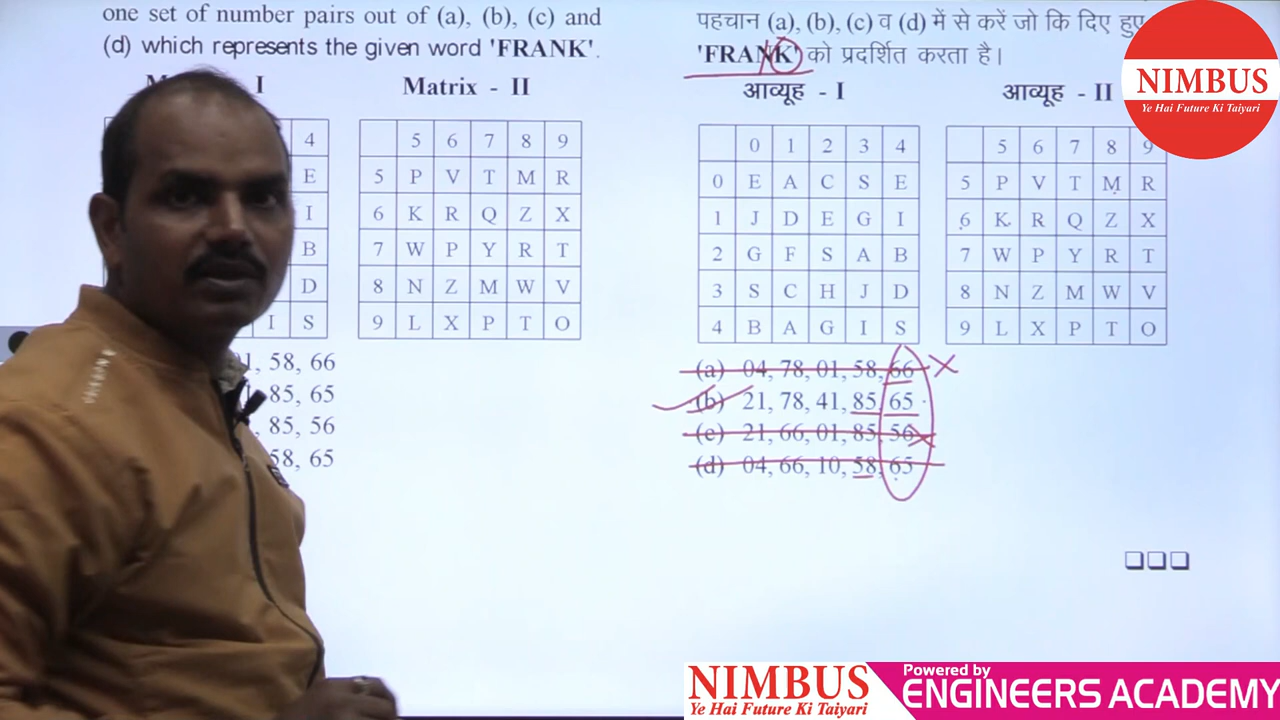 one set of number pairs out of (a), (b), (c) and
(d) which represents the given word 'FRANK'.
I
Matrix - II
4
E
I
B
D
I S
5 6 7 8 9
5 P V T M R
6 K R Q Z X
7 W P Y R T
8 N Z M W V
9 L X P T O
58, 66
85, 65
85, 56
58, 65
पहचान (a), (b), (c) व (d) में से करें जो कि दिए हुए
'FRANK' को प्रदर्शित करता है।
आव्यूह - I
आव्यूह - II
0 1 2 3 4
0 E A C S E
1 J D E G I
2 G F S A B
3 S C H J D
4 B A G I S
5 6 7 8 9
5 P V T M R
6 K R Q Z X
7 W P Y R T
8 N Z M W V
9 L X P T O
(a) 04, 78, 01, 58, 66
(b) 21, 78, 41, 85, 65
(c) 21, 66, 01, 85, 56
(d) 04, 66, 10, 58, 65
NIMBUS
Ye Hai Future Ki Taiyari
NIMBUS
Ye Hai Future Ki Taiyari
Powered by
ENGINEERS ACADEMY